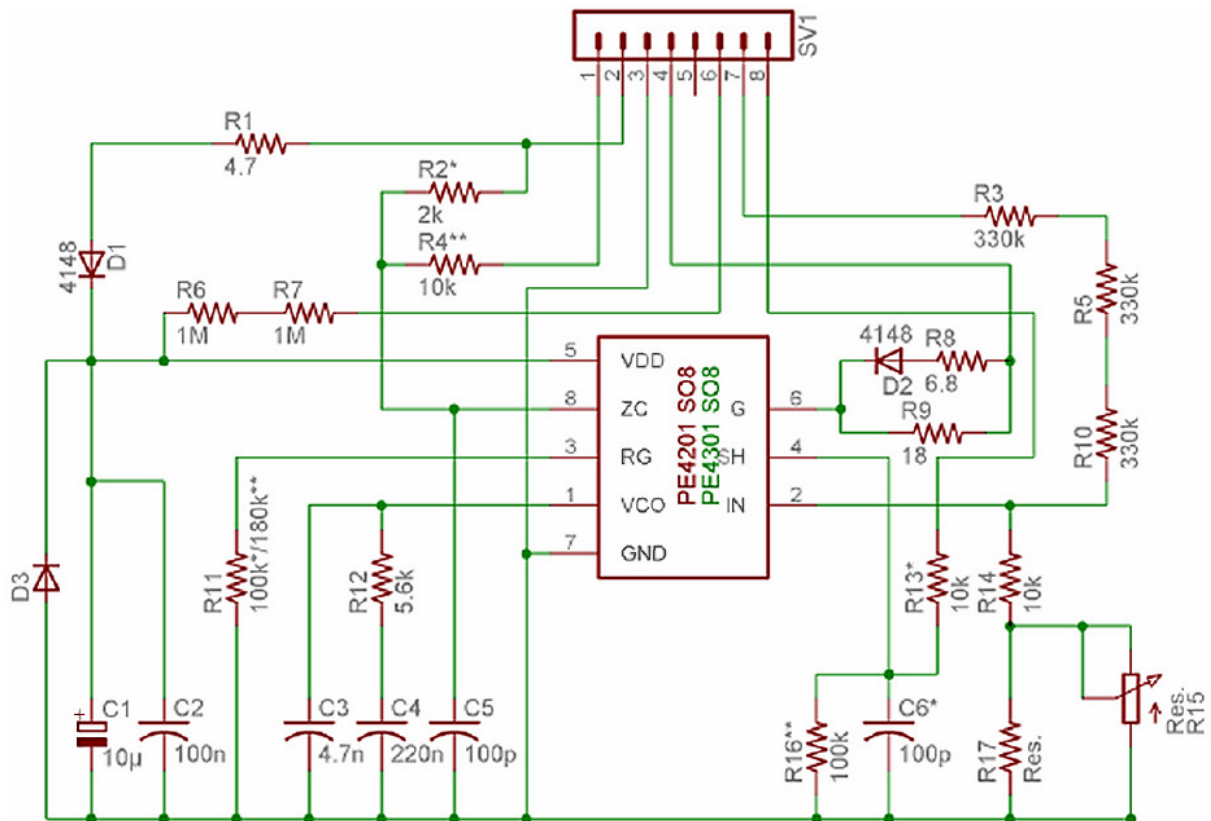 SV1
1 2 3 4 5 6 7 8
R1
4.7
R2*
2k
R4**
10k
R3
330k
R5
330k
4148
D1
R6
1M
R7
1M
4148
D2
R8
6.8
R9
18
R10
330k
5 VDD
8 ZC
3 RG
1 VCO
7 GND
G 6
SH 4
IN 2
PE4201 SO8
PE4301 SO8
D3
R11
100k*/180k**
R12
5.6k
R13*
10k
R14
10k
Res.
R15
C1
+
10µ
C2
100n
C3
4.7n
C4
220n
C5
100p
R16**
100k
C6*
100p
R17
Res.